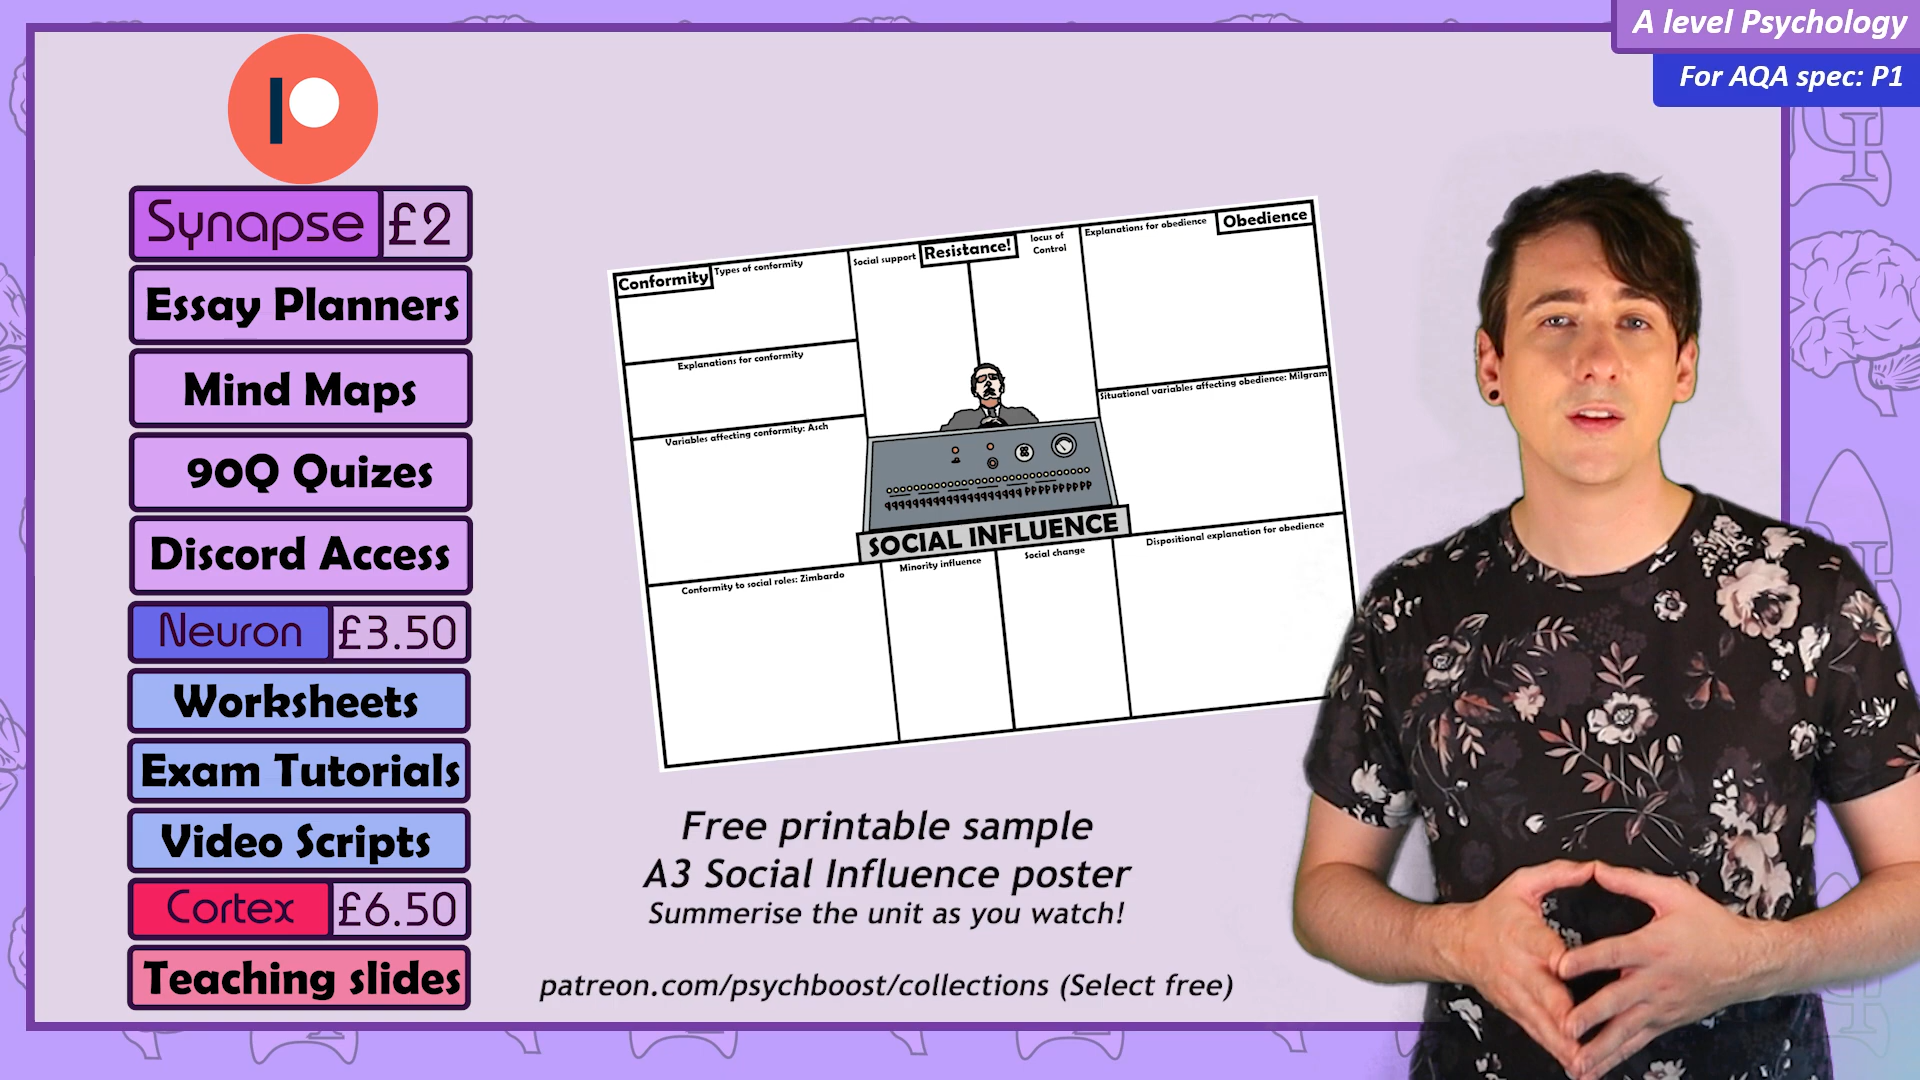 A level Psychology
For AQA spec: P1
Synapse £2
Essay Planners
Mind Maps
90Q Quizes
Discord Access
Neuron £3.50
Worksheets
Exam Tutorials
Video Scripts
Cortex £6.50
Teaching slides
Conformity
Types of conformity
Explanations for conformity
Variables affecting conformity: Asch
Conformity to social roles: Zimbardo
Social support
Resistance!
locus of
Control
SOCIAL INFLUENCE
Minority influence
Social change
Explanations for obedience
Obedience
Situational variables affecting obedience: Milgram
Dispositional explanation for obedience
Free printable sample
A3 Social Influence poster
Summerise the unit as you watch!
patreon.com/psychboost/collections (Select free)